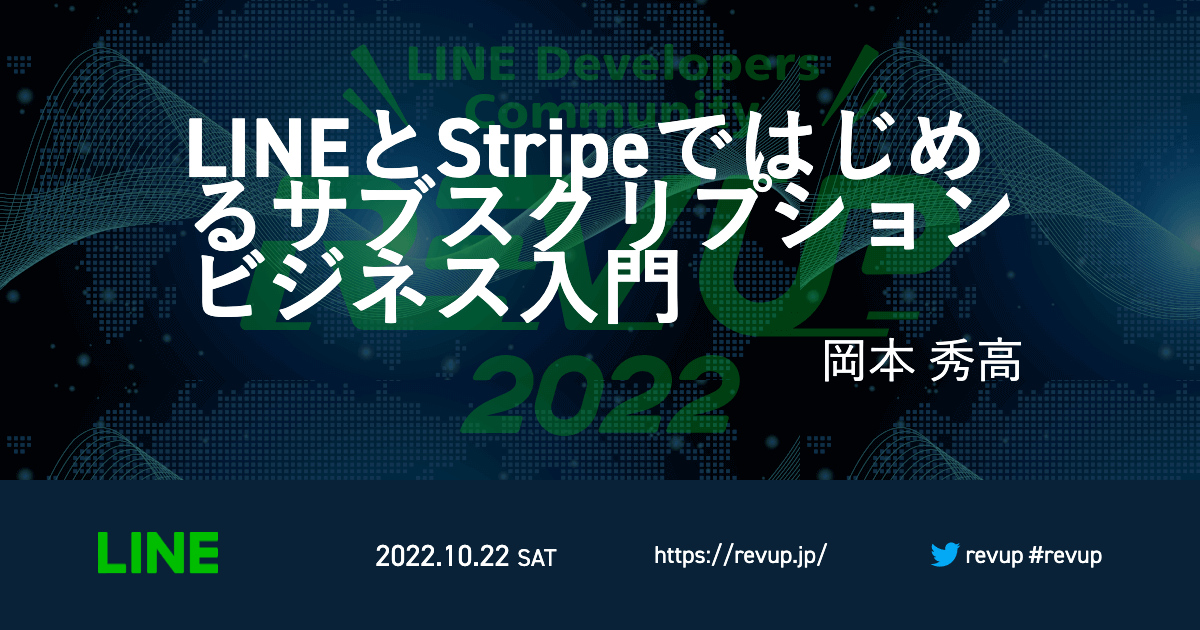 LINE Developers
Community
REV UP
2022
LINEとStripeではじめ
るサブスクリプション
ビジネス入門
岡本 秀高
LINE
2022.10.22 SAT
https://revup.jp/
revup #revup